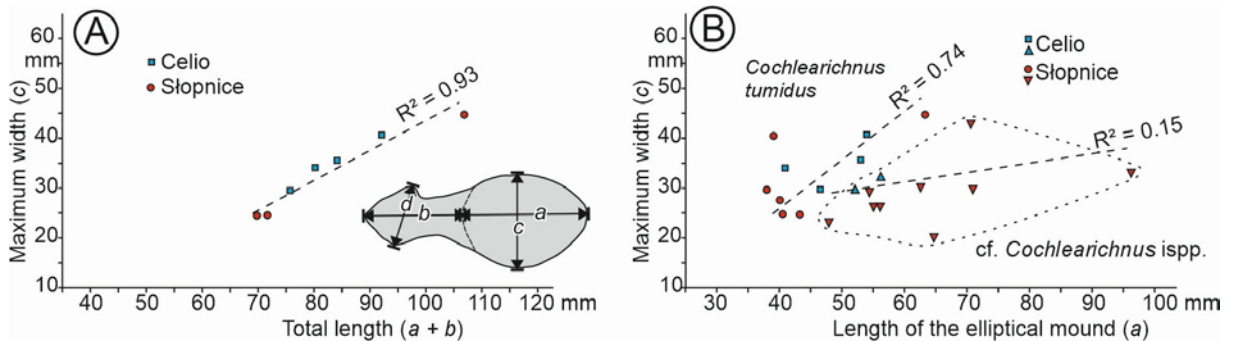 A
60
mm
50
40
30
20
10
Maximum width (c)
Celio
Słopnice
R² = 0.93
d
b
a
c
40 50 60 70 80 90 100 110 120 mm
Total length (a + b)
B
60
mm
50
40
30
20
10
Maximum width (c)
Cochlearichnus
tumidus
Celio
Słopnice
R² = 0.74
R² = 0.15
cf. Cochlearichnus ispp.
30 40 50 60 70 80 90 100 mm
Length of the elliptical mound (a)